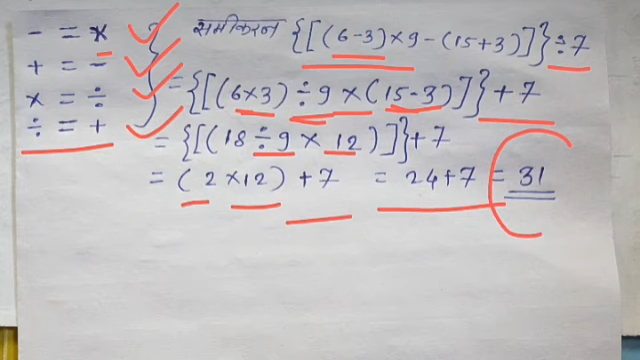 - = ×
+ = -
× = ÷
÷ = +
समीकरण {[(6-3)×9-(15+3)]}÷7
= {[(6×3)÷9×(15-3)]}+7
= {[(18÷9×12)]}+7
= (2×12)+7 = 24+7 = 31